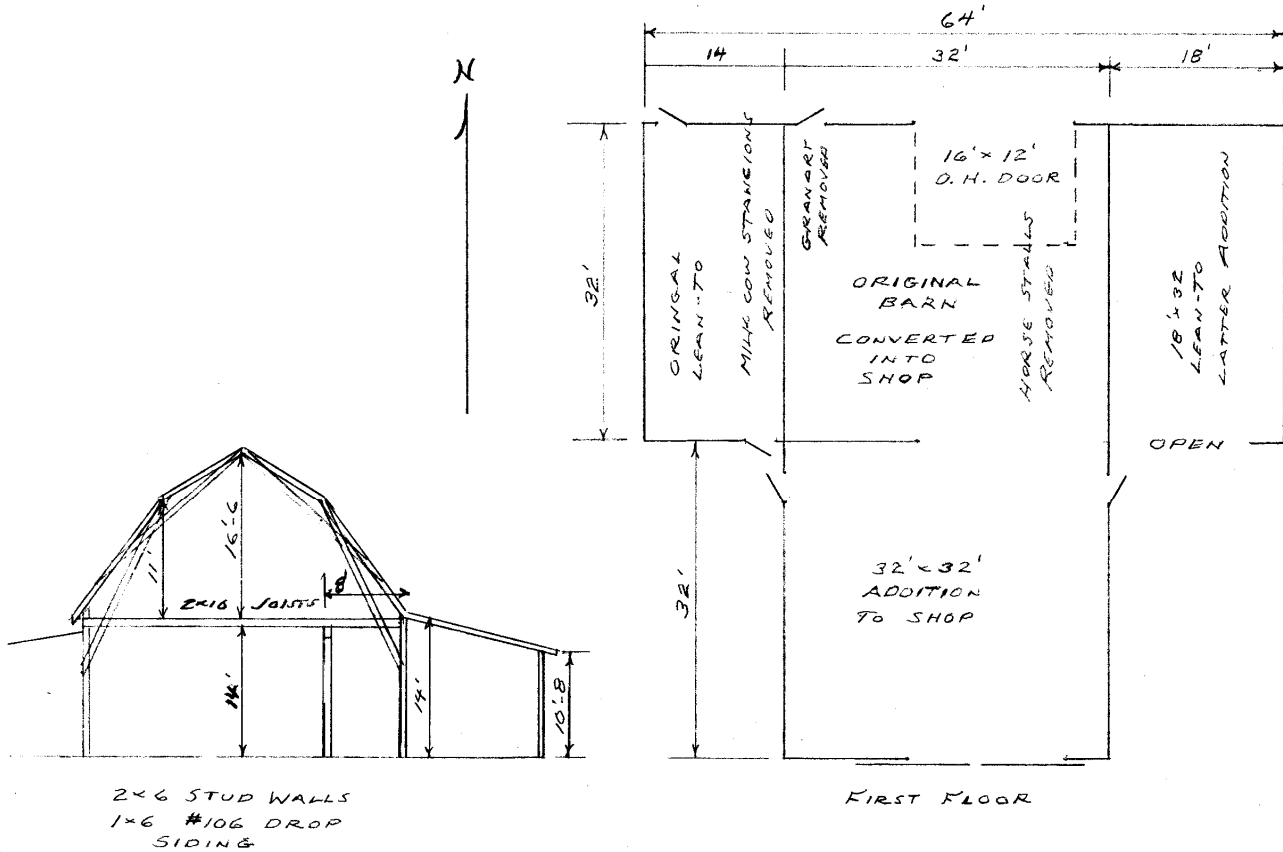 64'
14
32'
18'
N
32'
ORINGAL
LEAN-TO
MILK COW STANCIONS
REMOVED
GRANARY
REMOVED
16' x 12'
O.H. DOOR
ORIGINAL
BARN
CONVERTED
INTO
SHOP
HORSE STALLS
REMOVED
18' x 32
LEAN-TO
LATTER ADDITION
OPEN
32'
32' x 32'
ADDITION
TO SHOP
FIRST FLOOR
11'
16'-6
8'
2x10 JOISTS
14'
14'
10'-8
2x6 STUD WALLS
1x6 #106 DROP
SIDING